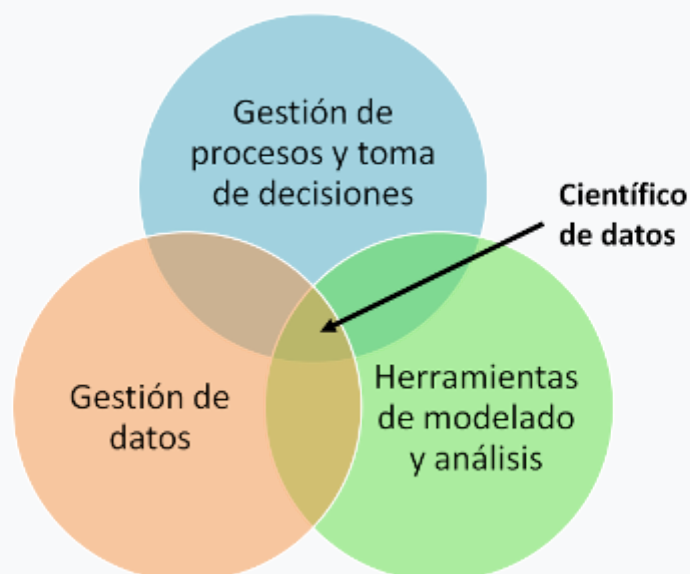 Gestión de
procesos y toma
de decisiones
Científico
de datos
Gestión de
datos
Herramientas
de modelado
y análisis